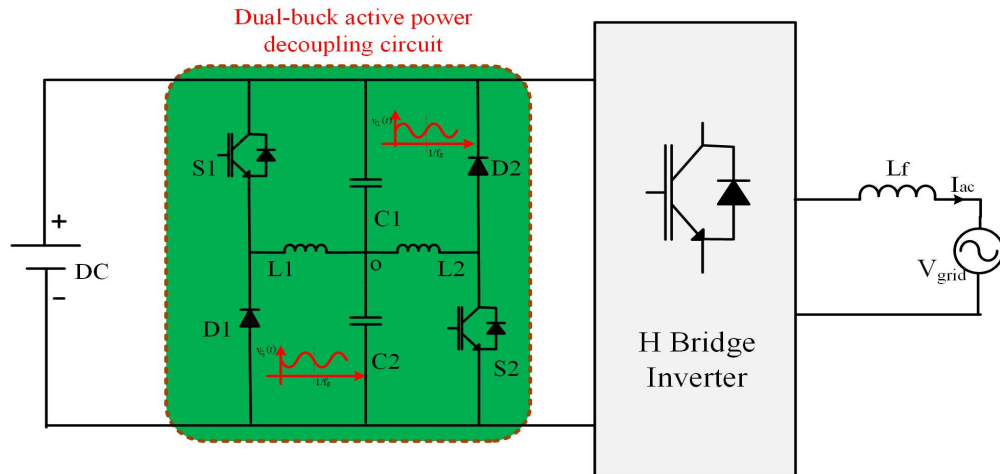 Dual-buck active power
decoupling circuit
S1
v (t)
1/fg
D2
C1
+
DC
−
L1
o
L2
D1
v (t)
1/fg
C2
S2
H Bridge
Inverter
Lf
Iac
Vgrid